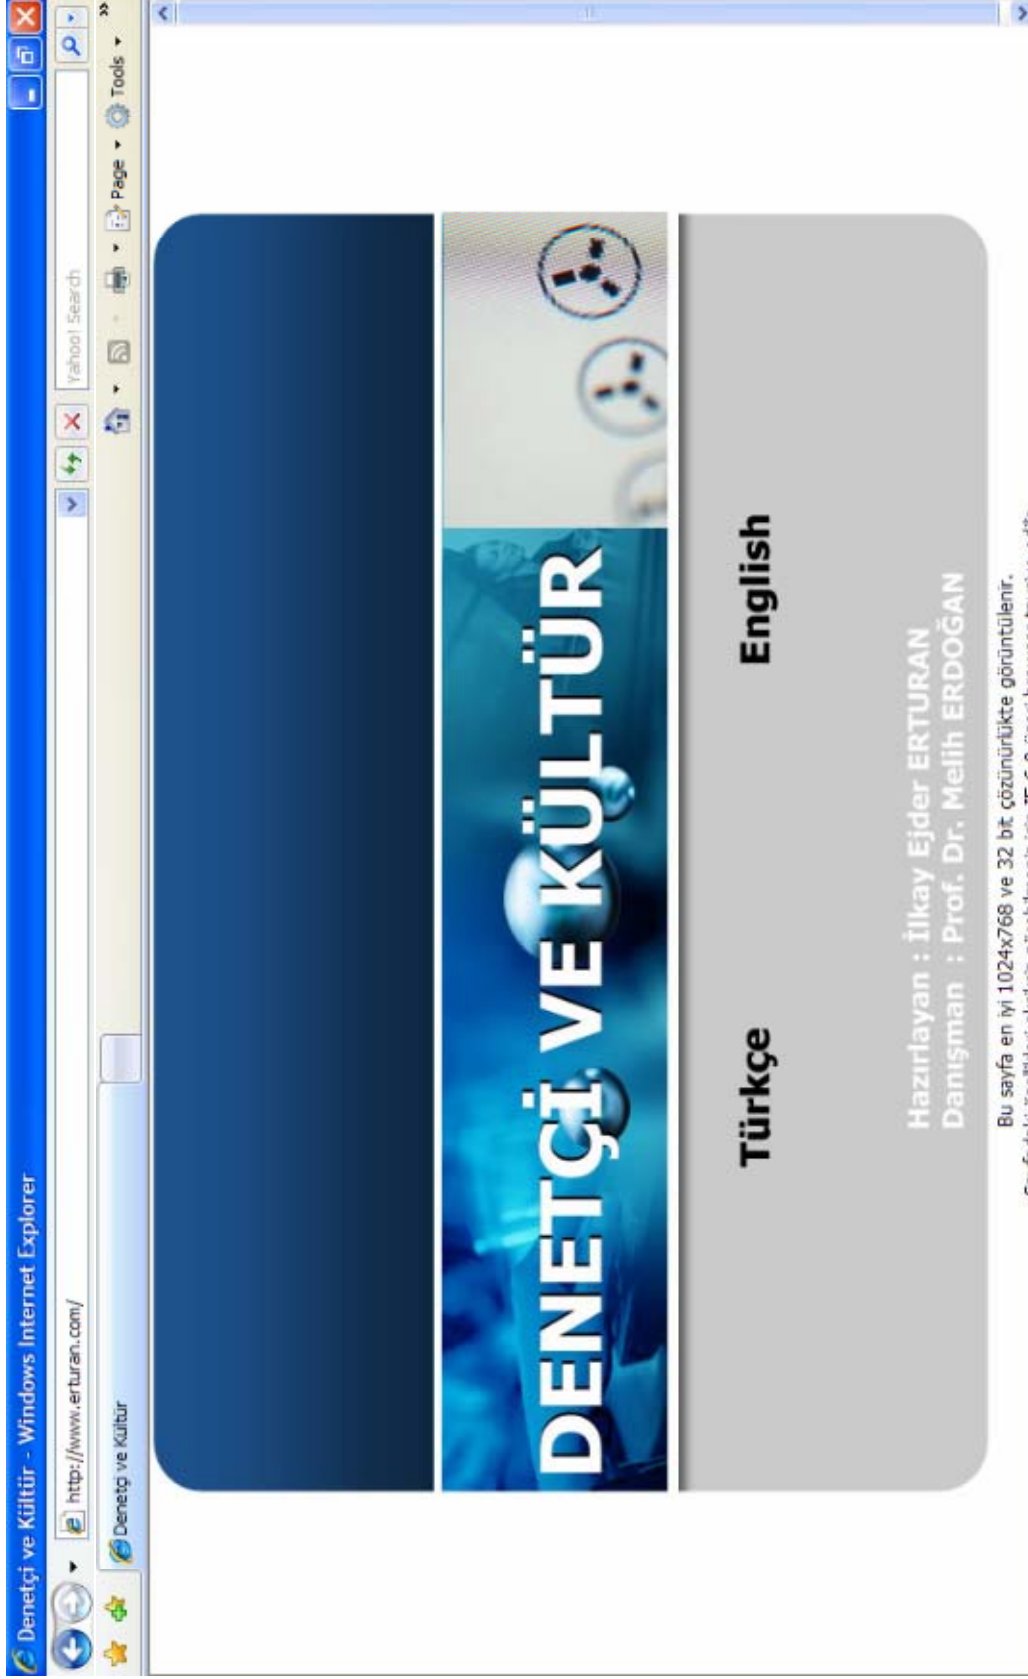 Denetçi ve Kültür - Windows Internet Explorer
http://www.erturan.com/
Yahoo! Search
Denetçi ve Kültür
Page
Tools
DENETÇİ VE KÜLTÜR
Türkçe English
Hazırlayan : İlkay Ejder ERTURAN
Danışman : Prof. Dr. Melih ERDOĞAN
Bu sayfa en iyi 1024x768 ve 32 bit çözünürlükte görüntülenir.